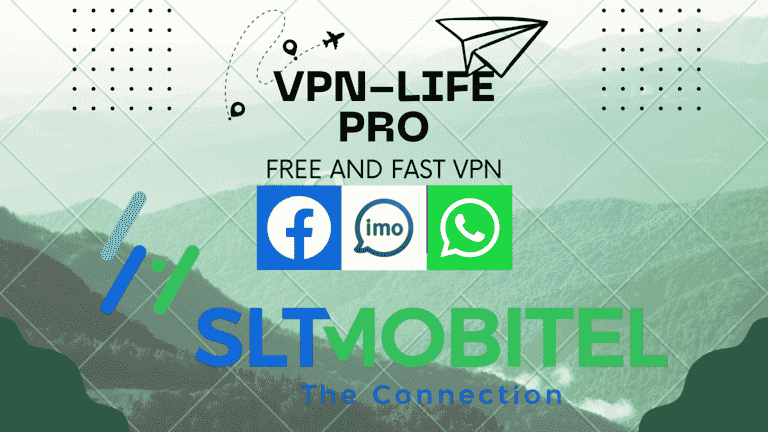 VPN-LIFE
PRO
FREE AND FAST VPN
imo
SLTMOBITEL
The Connection